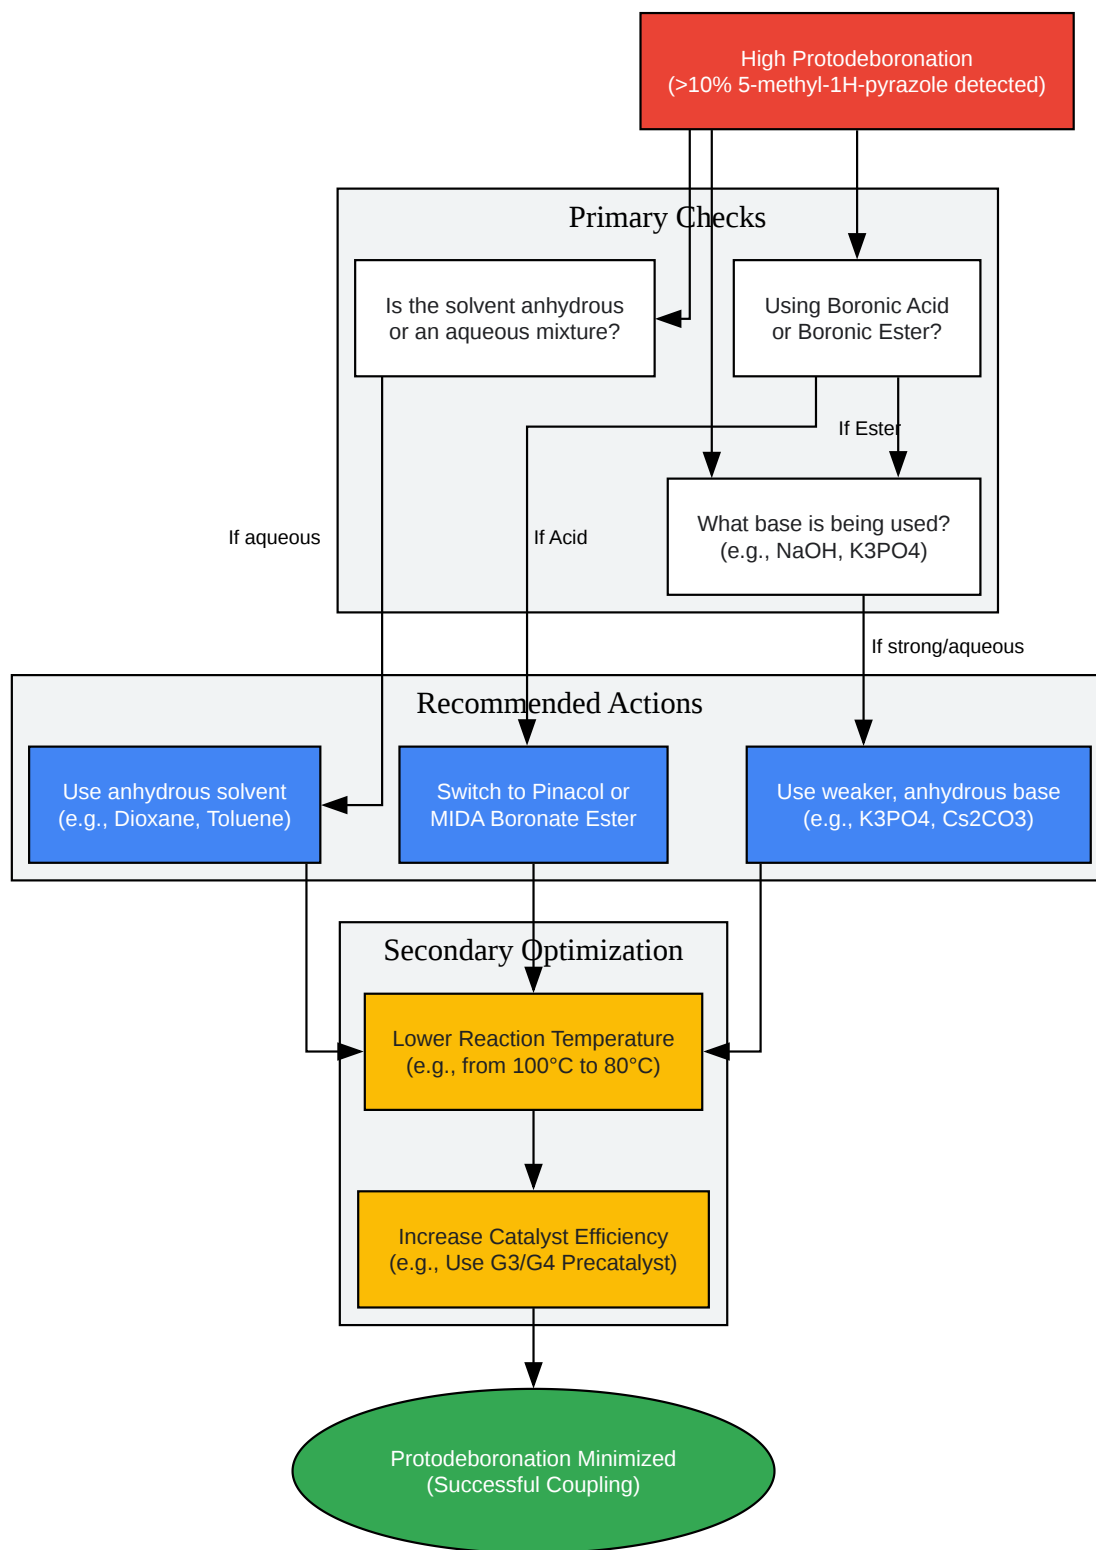 High Protodeboronation
(>10% 5-methyl-1H-pyrazole detected)
Primary Checks
Is the solvent anhydrous
or an aqueous mixture?
Using Boronic Acid
or Boronic Ester?
If Ester
What base is being used?
(e.g., NaOH, K3PO4)
If aqueous
If Acid
If strong/aqueous
Recommended Actions
Use anhydrous solvent
(e.g., Dioxane, Toluene)
Switch to Pinacol or
MIDA Boronate Ester
Use weaker, anhydrous base
(e.g., K3PO4, Cs2CO3)
Secondary Optimization
Lower Reaction Temperature
(e.g., from 100°C to 80°C)
Increase Catalyst Efficiency
(e.g., Use G3/G4 Precatalyst)
Protodeboronation Minimized
(Successful Coupling)